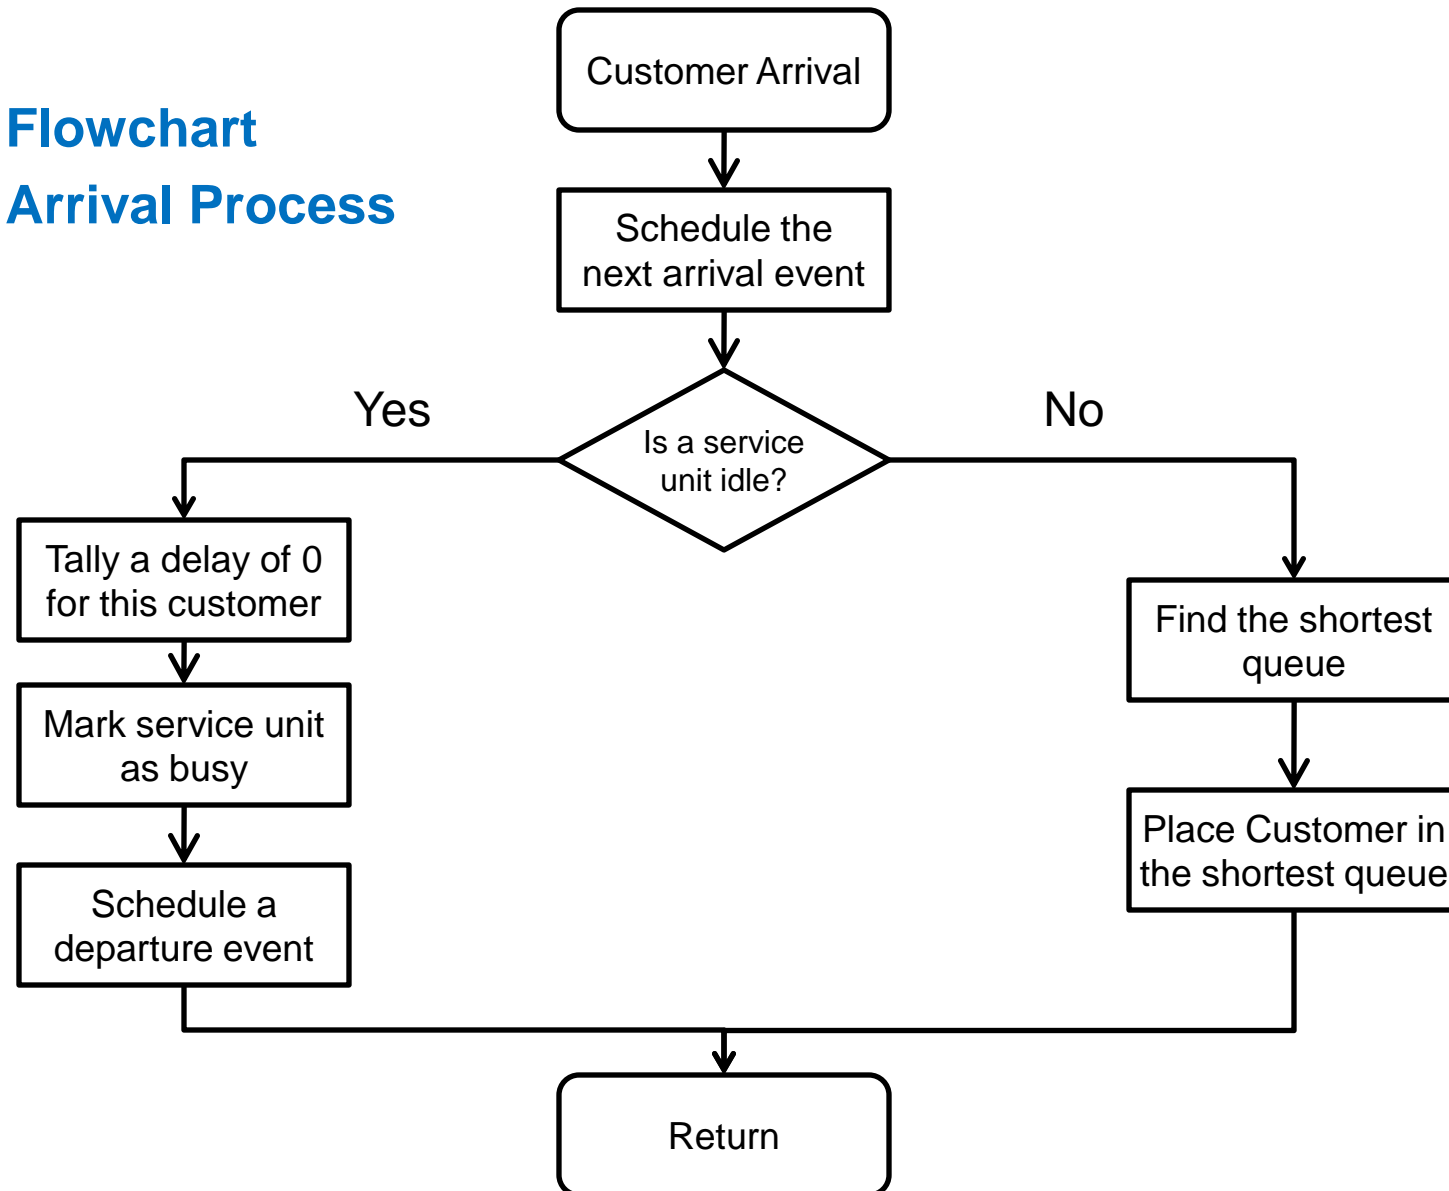 Customer Arrival
Flowchart
Arrival Process
Schedule the
next arrival event
Yes
No
Is a service
unit idle?
Tally a delay of 0
for this customer
Find the shortest
queue
Mark service unit
as busy
Place Customer in
the shortest queue
Schedule a
departure event
Return